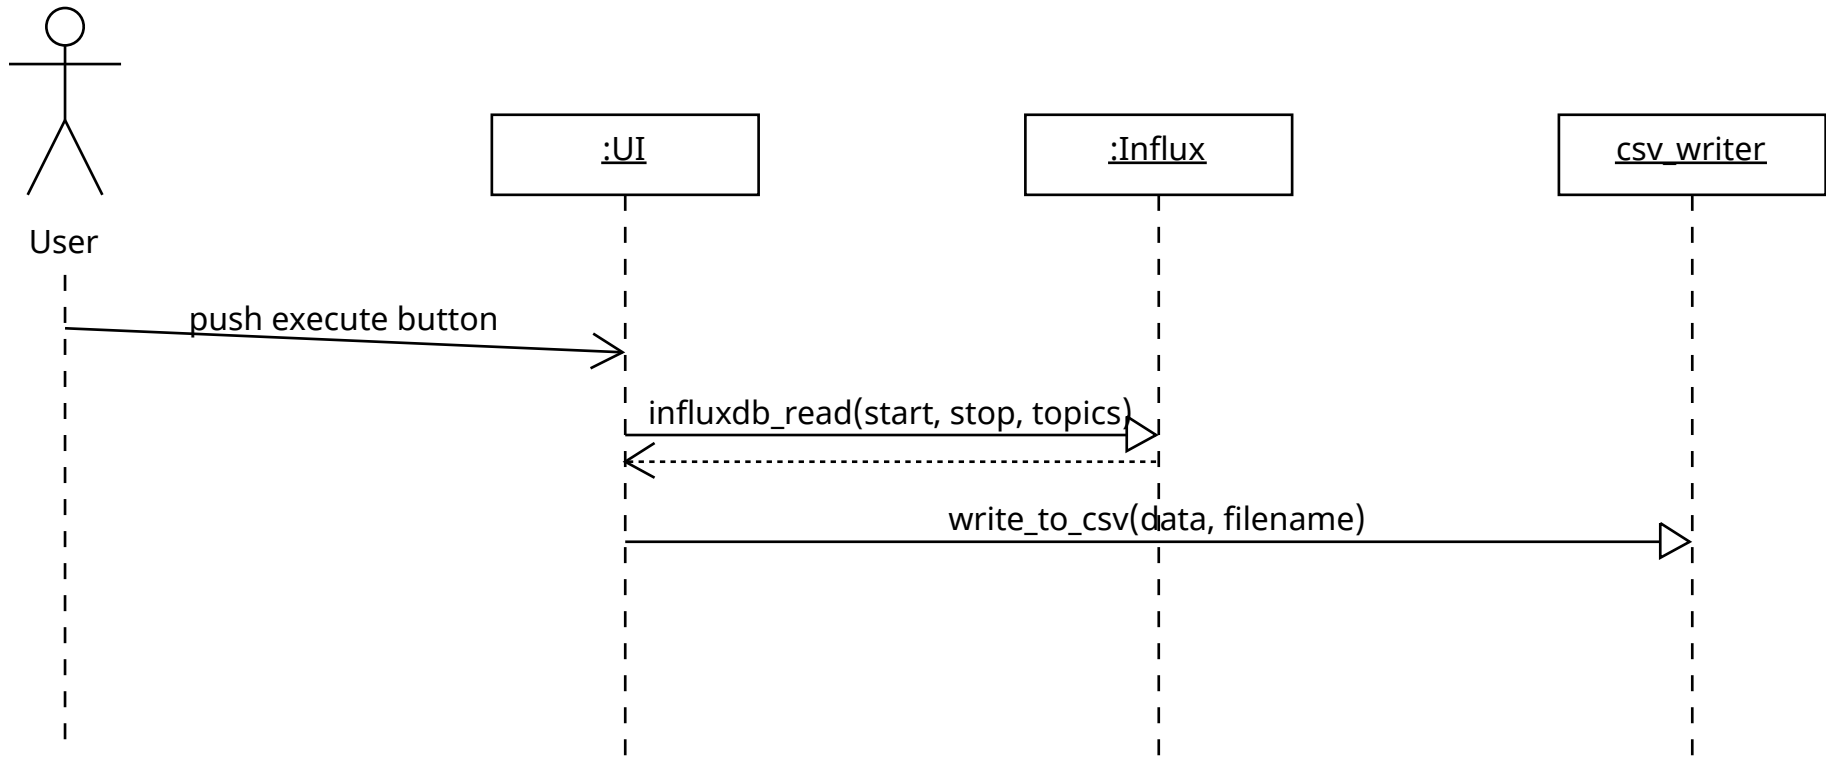 :UI
:Influx
csv_writer
User
push execute button
influxdb_read(start, stop, topics)
write_to_csv(data, filename)